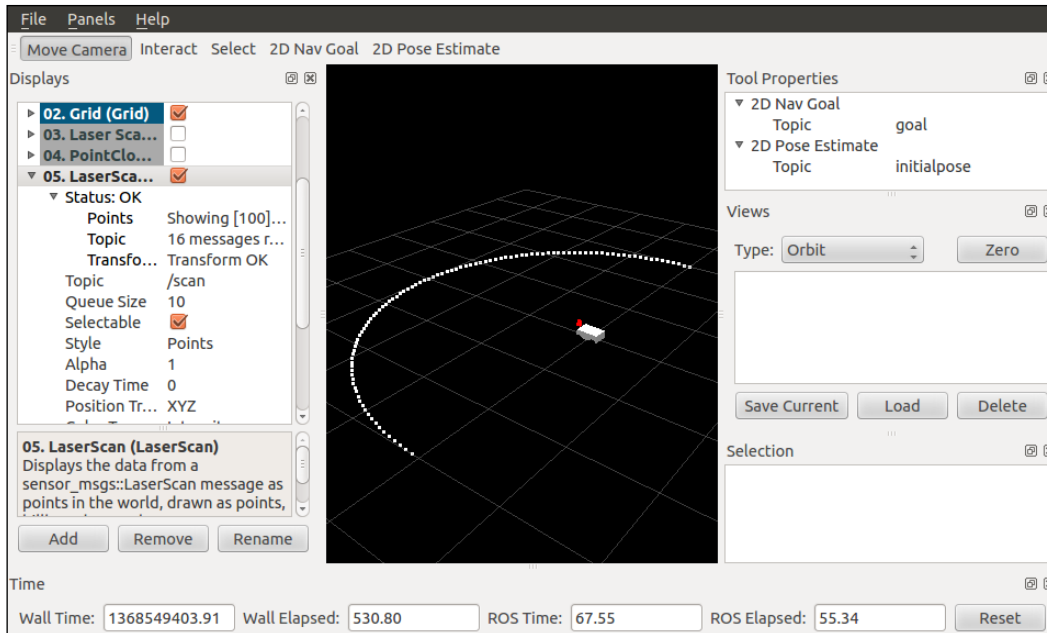 File Panels Help
Move Camera Interact Select 2D Nav Goal 2D Pose Estimate
Displays
02. Grid (Grid)
03. Laser Sca...
04. PointClo...
05. LaserSca...
Status: OK
Points Showing [100]...
Topic 16 messages r...
Transfo... Transform OK
Topic /scan
Queue Size 10
Selectable
Style Points
Alpha 1
Decay Time 0
Position Tr... XYZ
05. LaserScan (LaserScan)
Displays the data from a
sensor_msgs::LaserScan message as
points in the world, drawn as points,
Add Remove Rename
Tool Properties
2D Nav Goal
Topic goal
2D Pose Estimate
Topic initialpose
Views
Type: Orbit Zero
Save Current Load Delete
Selection
Time
Wall Time: 1368549403.91 Wall Elapsed: 530.80 ROS Time: 67.55 ROS Elapsed: 55.34 Reset